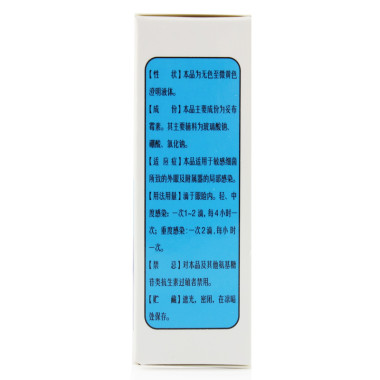 【性 状】本品为无色至微黄色
澄明液体。
【成 份】本品主要成份为妥布
霉素。其主要辅料为玻璃酸钠、
硼酸、氯化钠。
【适 应 症】本品适用于敏感细菌
所致的外眼及附属器的局部感染。
【用法用量】滴于眼睑内。轻、中
度感染:一次1~2滴,每4小时一
次;重度感染:一次2滴,每小时
一次。
【禁 忌】对本品及其他氨基糖
苷类抗生素过敏者禁用。
【贮 藏】遮光,密闭,在凉暗
处保存。